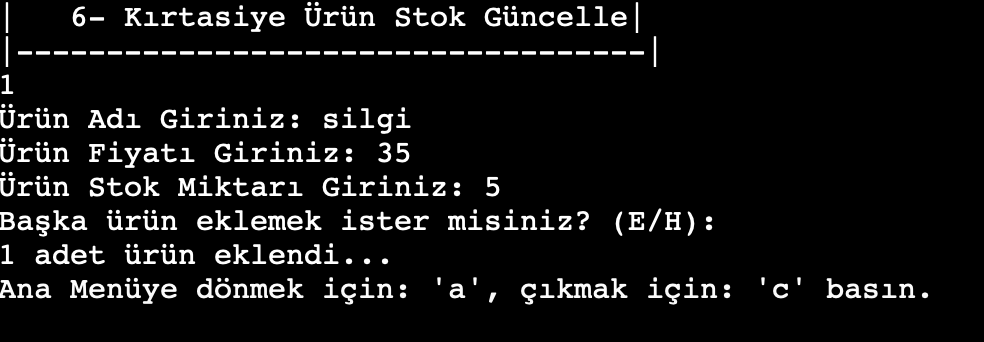 |   6- Kırtasiye Ürün Stok Güncelle|
|-----------------------------------|
1
Ürün Adı Giriniz: silgi
Ürün Fiyatı Giriniz: 35
Ürün Stok Miktarı Giriniz: 5
Başka ürün eklemek ister misiniz? (E/H):
1 adet ürün eklendi...
Ana Menüye dönmek için: 'a', çıkmak için: 'c' basın.